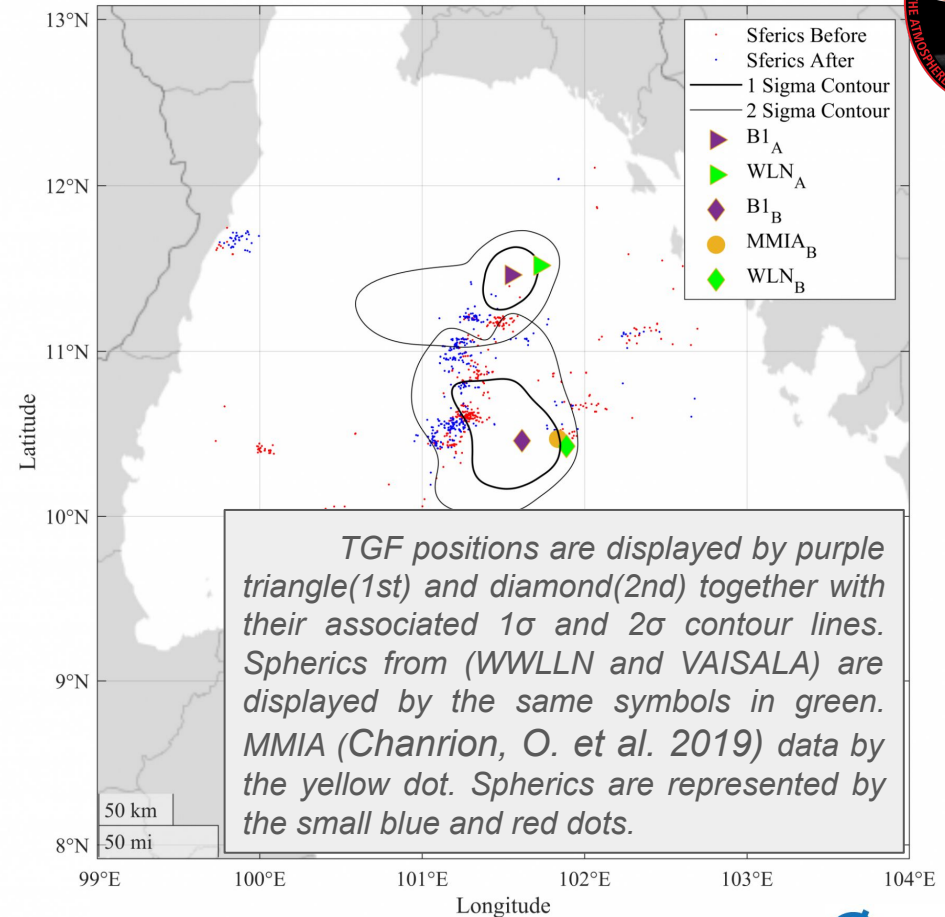 13°N
12°N
11°N
10°N
9°N
8°N
Latitude
Sferics Before
Sferics After
1 Sigma Contour
2 Sigma Contour
B1A
WLNA
B1B
MMIAB
WLNB
THE ATMOSPHER
TGF positions are displayed by purple
triangle(1st) and diamond(2nd) together with
their associated 1σ and 2σ contour lines.
Spherics from (WWLLN and VAISALA) are
displayed by the same symbols in green.
MMIA (Chanrion, O. et al. 2019) data by
the yellow dot. Spherics are represented by
the small blue and red dots.
50 km
50 mi
99°E 100°E 101°E 102°E 103°E 104°E
Longitude